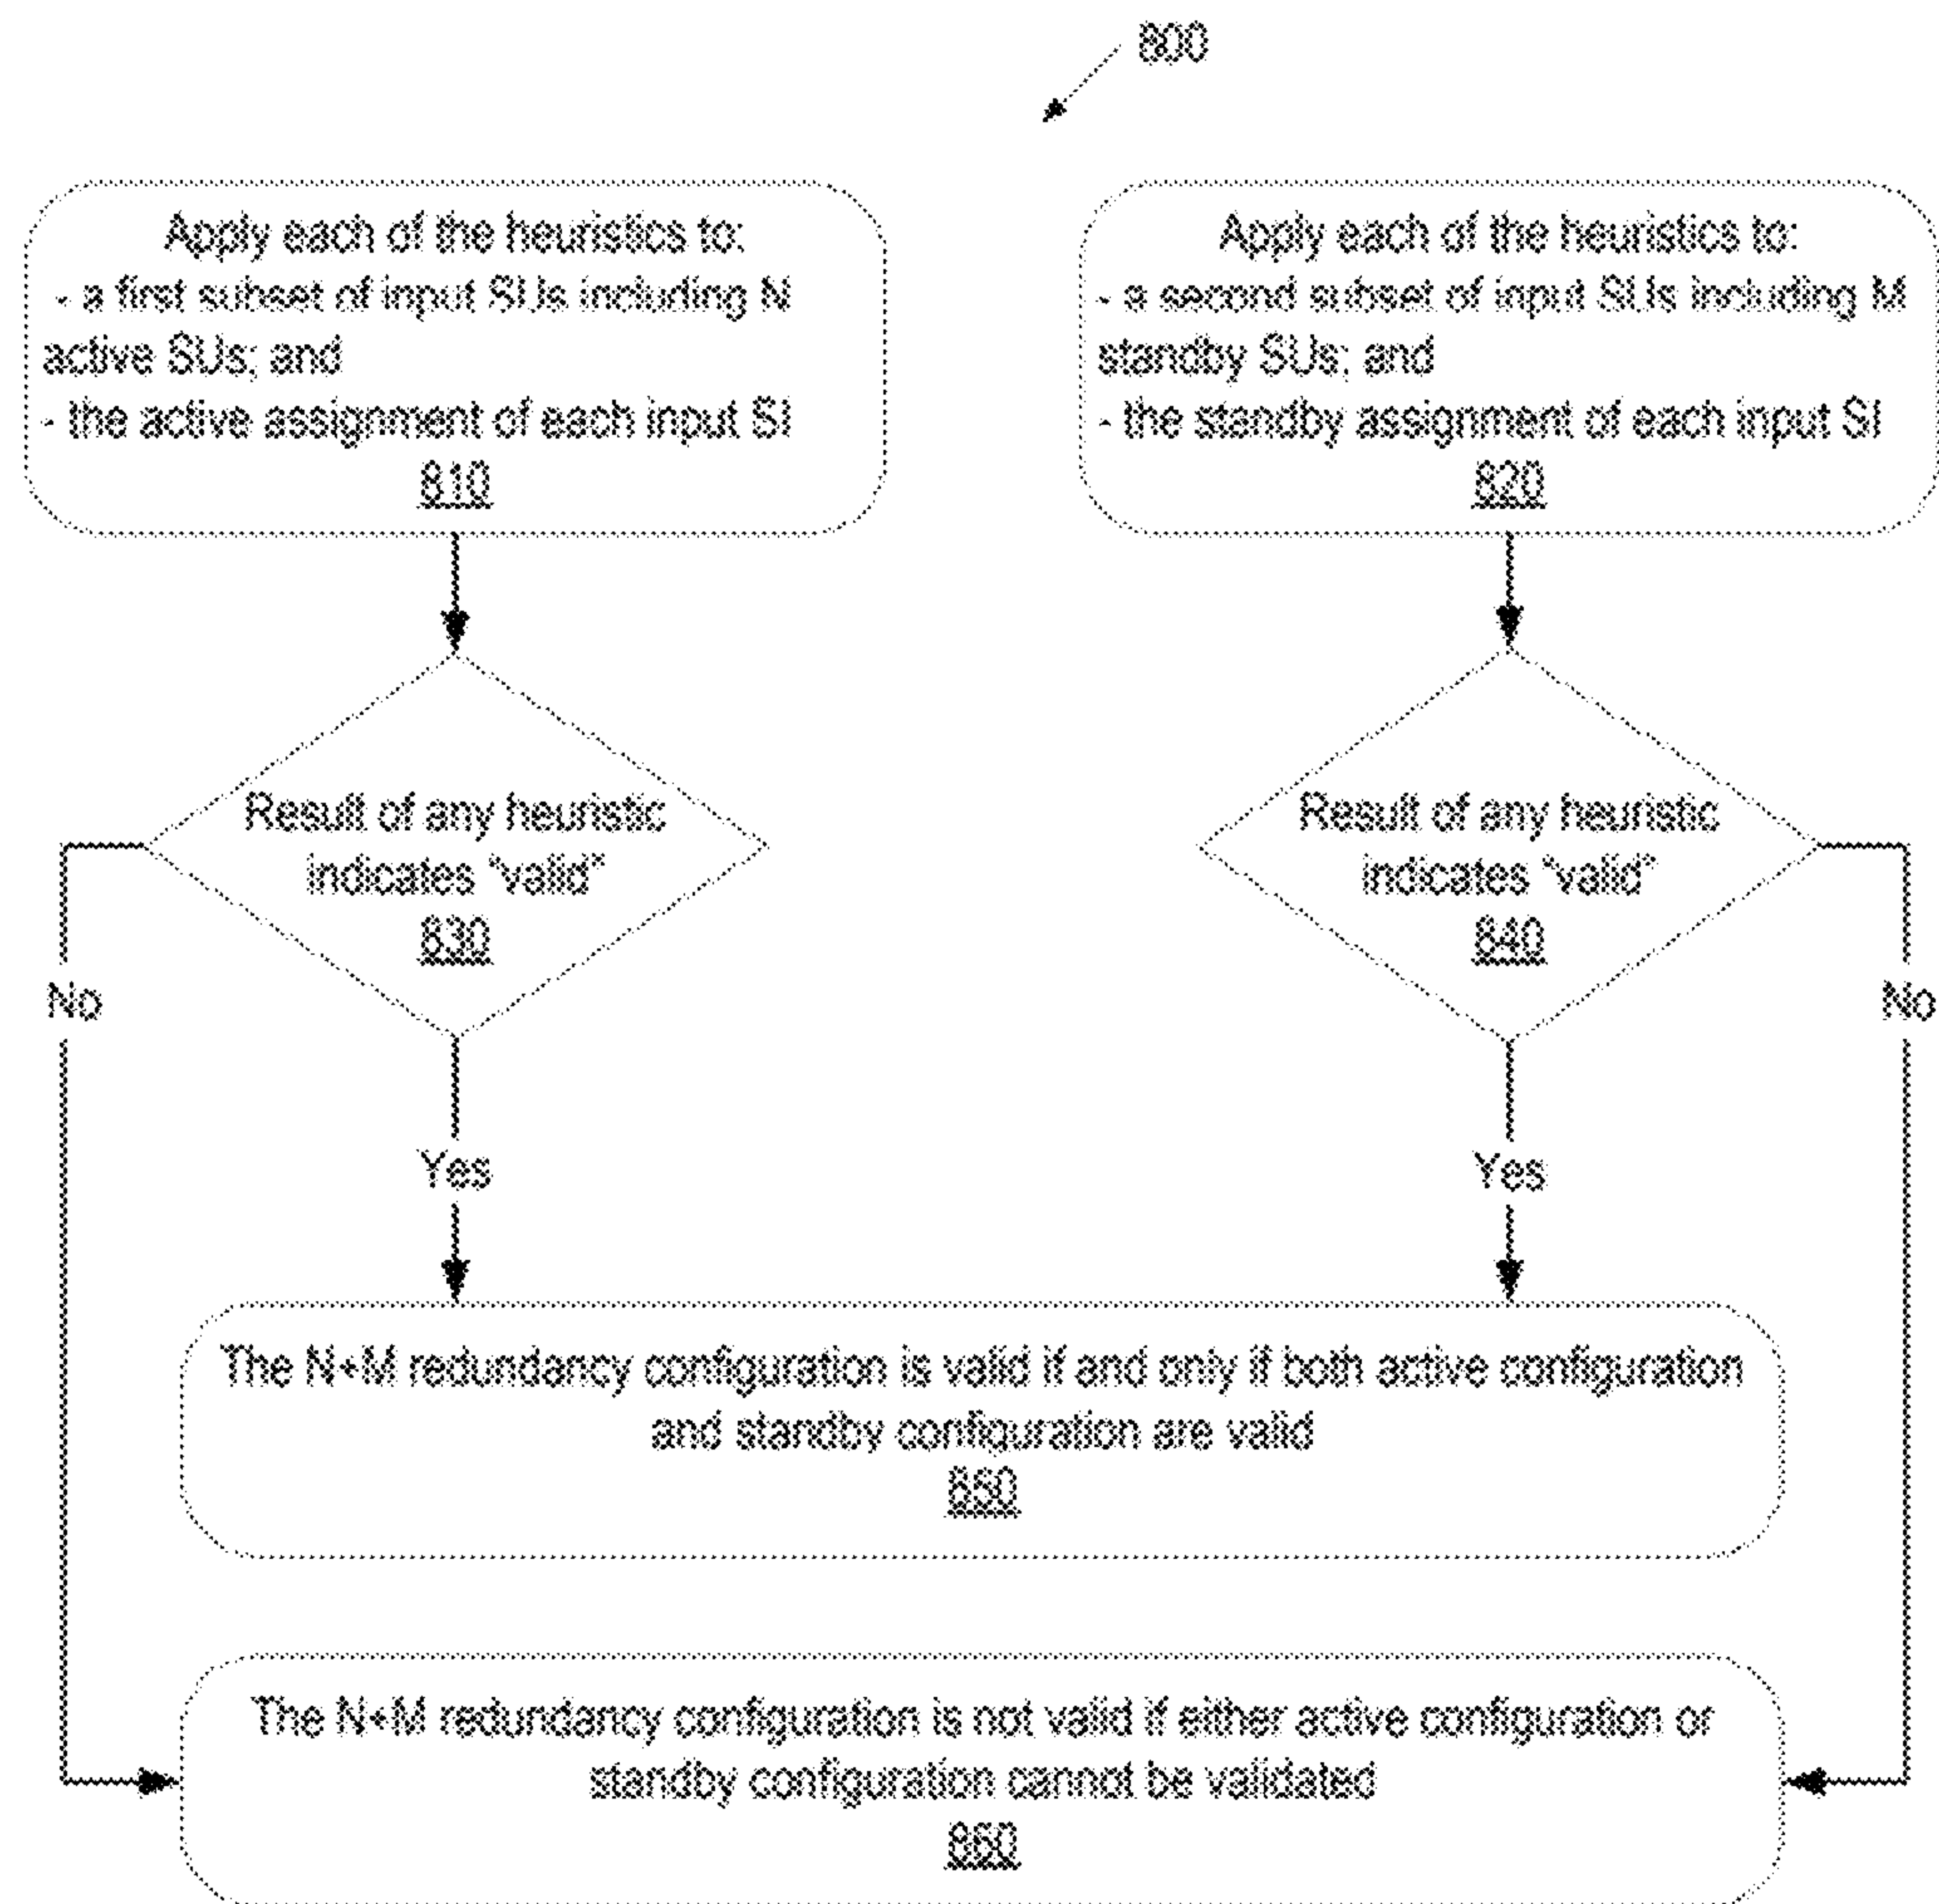 800
Apply each of the heuristics to:
- a first subset of input SUs including N
active SUs; and
- the active assignment of each input SI
810
Apply each of the heuristics to:
- a second subset of input SUs including M
standby SUs; and
- the standby assignment of each input SI
820
Result of any heuristic
indicates "valid"
830
Result of any heuristic
indicates "valid"
840
No
No
Yes
Yes
The N+M redundancy configuration is valid if and only if both active configuration
and standby configuration are valid
850
The N+M redundancy configuration is not valid if either active configuration or
standby configuration cannot be validated
860